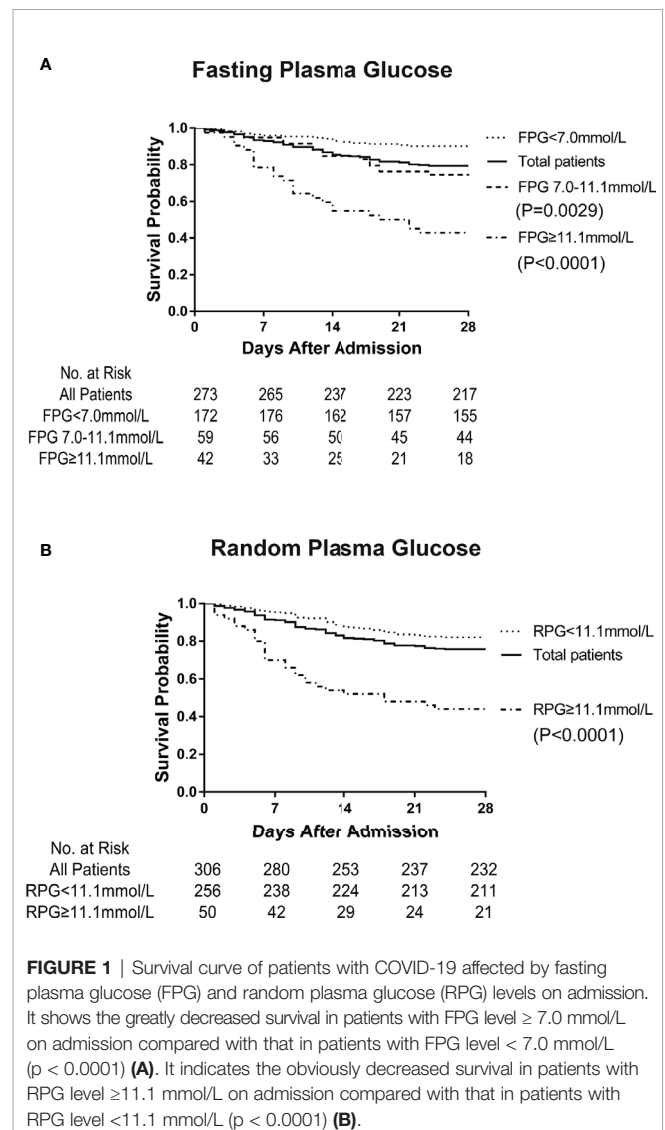 A
Fasting Plasma Glucose
Survival Probability
1.0
0.8
0.6
0.4
0.2
0.0
0 7 14 21 28
Days After Admission
FPG<7.0mmol/L
Total patients
FPG 7.0-11.1mmol/L
(P=0.0029)
FPG≥11.1mmol/L
(P<0.0001)
No. at Risk
All Patients 273 265 237 223 217
FPG<7.0mmol/L 172 176 162 157 155
FPG 7.0-11.1mmol/L 59 56 50 45 44
FPG≥11.1mmol/L 42 33 25 21 18
B
Random Plasma Glucose
Survival Probability
1.0
0.8
0.6
0.4
0.2
0.0
0 7 14 21 28
Days After Admission
RPG<11.1mmol/L
Total patients
RPG≥11.1mmol/L
(P<0.0001)
No. at Risk
All Patients 306 280 253 237 232
RPG<11.1mmol/L 256 238 224 213 211
RPG≥11.1mmol/L 50 42 29 24 21
FIGURE 1 | Survival curve of patients with COVID-19 affected by fasting
plasma glucose (FPG) and random plasma glucose (RPG) levels on admission.
It shows the greatly decreased survival in patients with FPG level ≥ 7.0 mmol/L
on admission compared with that in patients with FPG level < 7.0 mmol/L
(p < 0.0001) (A). It indicates the obviously decreased survival in patients with
RPG level ≥11.1 mmol/L on admission compared with that in patients with
RPG level <11.1 mmol/L (p < 0.0001) (B).